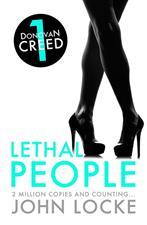 DONOVAN
CREED
1
LETHAL
PEOPLE
2 MILLION COPIES AND COUNTING...
JOHN LOCKE